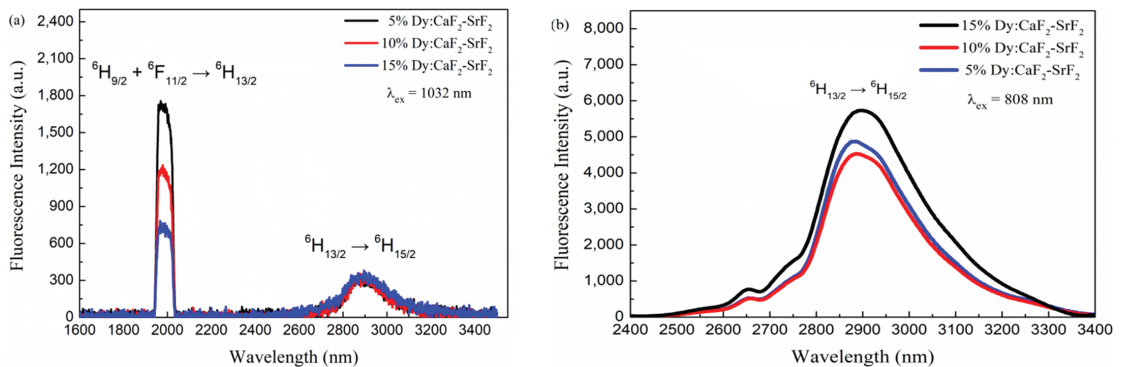 (a)
2,400
2,100
1,800
1,500
1,200
900
600
300
0
Fluorescence Intensity (a.u.)
5% Dy:CaF₂-SrF₂
10% Dy:CaF₂-SrF₂
15% Dy:CaF₂-SrF₂
λex = 1032 nm
⁶H₉/₂ + ⁶F₁₁/₂ → ⁶H₁₃/₂
⁶H₁₃/₂ → ⁶H₁₅/₂
1600 1800 2000 2200 2400 2600 2800 3000 3200 3400
Wavelength (nm)
(b)
8,000
7,000
6,000
5,000
4,000
3,000
2,000
1,000
0
Fluorescence Intensity (a.u.)
15% Dy:CaF₂-SrF₂
10% Dy:CaF₂-SrF₂
5% Dy:CaF₂-SrF₂
λex = 808 nm
⁶H₁₃/₂ → ⁶H₁₅/₂
2400 2500 2600 2700 2800 2900 3000 3100 3200 3300 3400
Wavelength (nm)